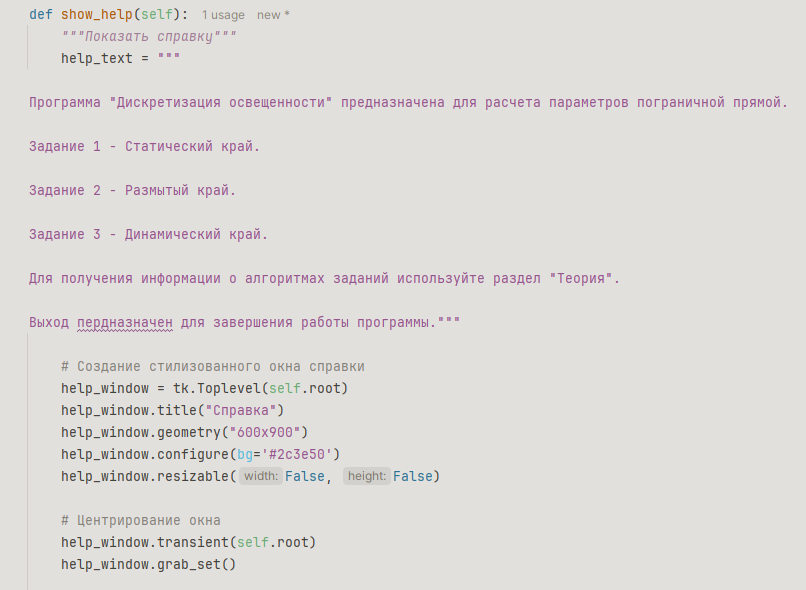 def show_help(self): 1 usage new *
"""Показать справку"""
help_text = """
Программа "Дискретизация освещенности" предназначена для расчета параметров пограничной прямой.
Задание 1 - Статический край.
Задание 2 - Размытый край.
Задание 3 - Динамический край.
Для получения информации о алгоритмах заданий используйте раздел "Теория".
Выход пердназначен для завершения работы программы."""
# Создание стилизованного окна справки
help_window = tk.Toplevel(self.root)
help_window.title("Справка")
help_window.geometry("600x900")
help_window.configure(bg='#2c3e50')
help_window.resizable( width: False, height: False)
# Центрирование окна
help_window.transient(self.root)
help_window.grab_set()